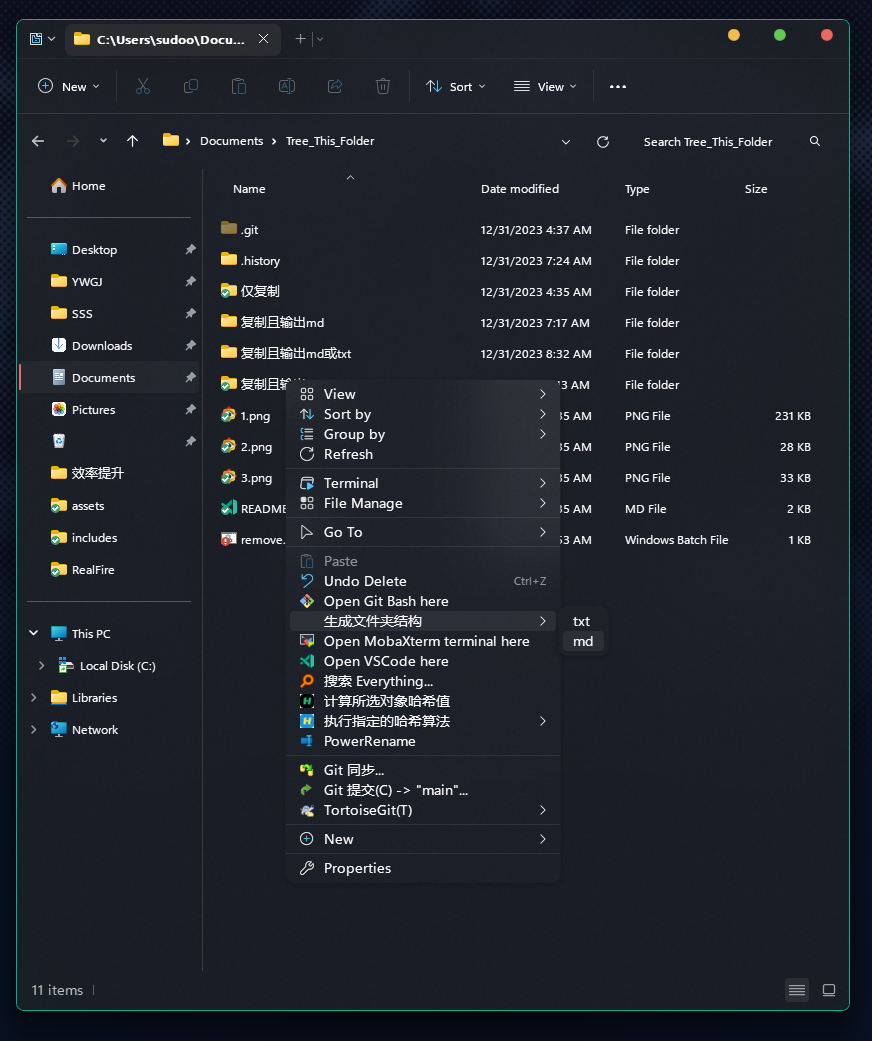 C:\Users\sudoo\Docu...
New
Sort
View
Documents
Tree_This_Folder
Search Tree_This_Folder
Home
Desktop
YWGJ
SSS
Downloads
Documents
Pictures
效率提升
assets
includes
RealFire
This PC
Local Disk (C:)
Libraries
Network
Name Date modified Type Size
.git 12/31/2023 4:37 AM File folder
.history 12/31/2023 7:24 AM File folder
仅复制 12/31/2023 4:35 AM File folder
复制且输出md 12/31/2023 7:17 AM File folder
复制且输出md或txt 12/31/2023 8:32 AM File folder
复制且输出 3 AM File folder
1.png 35 AM PNG File 231 KB
2.png 35 AM PNG File 28 KB
3.png 35 AM PNG File 33 KB
README 35 AM MD File 2 KB
remove. 53 AM Windows Batch File 1 KB
View
Sort by
Group by
Refresh
Terminal
File Manage
Go To
Paste
Undo Delete Ctrl+Z
Open Git Bash here
生成文件夹结构
txt
md
Open MobaXterm terminal here
Open VSCode here
搜索 Everything...
计算所选对象哈希值
执行指定的哈希算法
PowerRename
Git 同步...
Git 提交(C) -> "main"...
TortoiseGit(T)
New
Properties
11 items